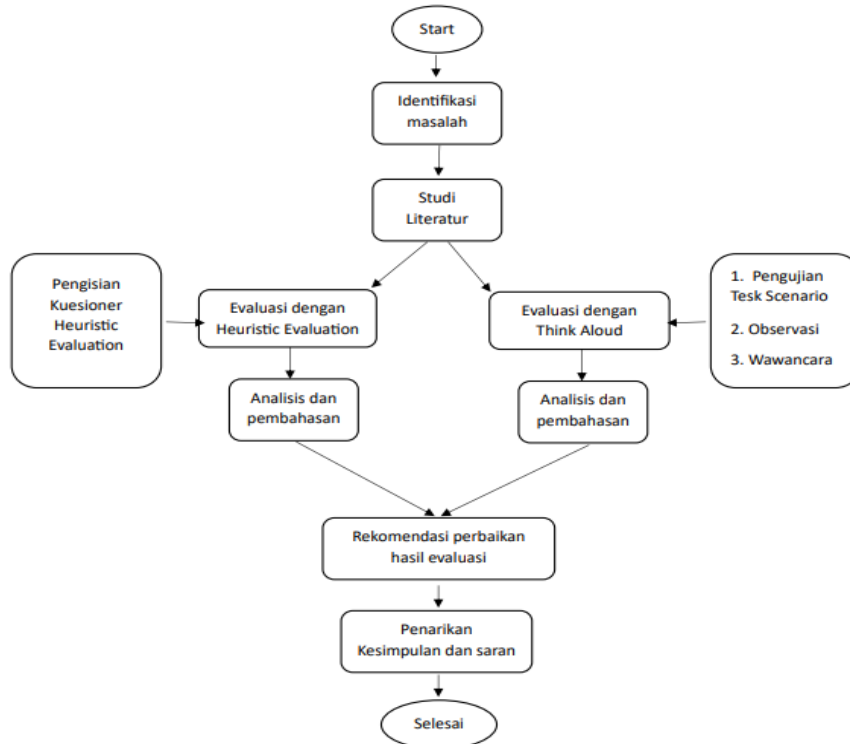 Start
Identifikasi
masalah
Studi
Literatur
Pengisian
Kuesioner
Heuristic
Evaluation
Evaluasi dengan
Heuristic Evaluation
Evaluasi dengan
Think Aloud
1. Pengujian
Tesk Scenario
2. Observasi
3. Wawancara
Analisis dan
pembahasan
Analisis dan
pembahasan
Rekomendasi perbaikan
hasil evaluasi
Penarikan
Kesimpulan dan saran
Selesai